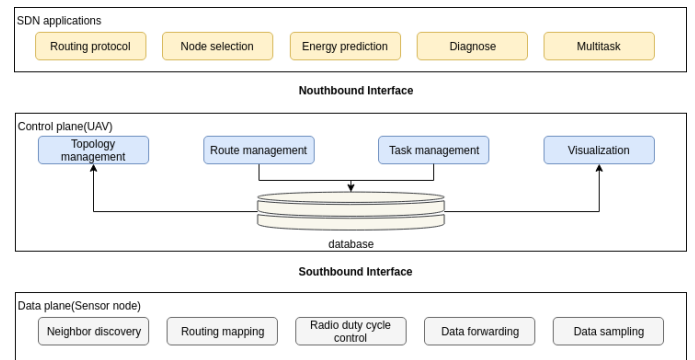 SDN applications
Routing protocol
Node selection
Energy prediction
Diagnose
Multitask
Nouthbound Interface
Control plane(UAV)
Topology
management
Route management
Task management
Visualization
database
Southbound Interface
Data plane(Sensor node)
Neighbor discovery
Routing mapping
Radio duty cycle
control
Data forwarding
Data sampling